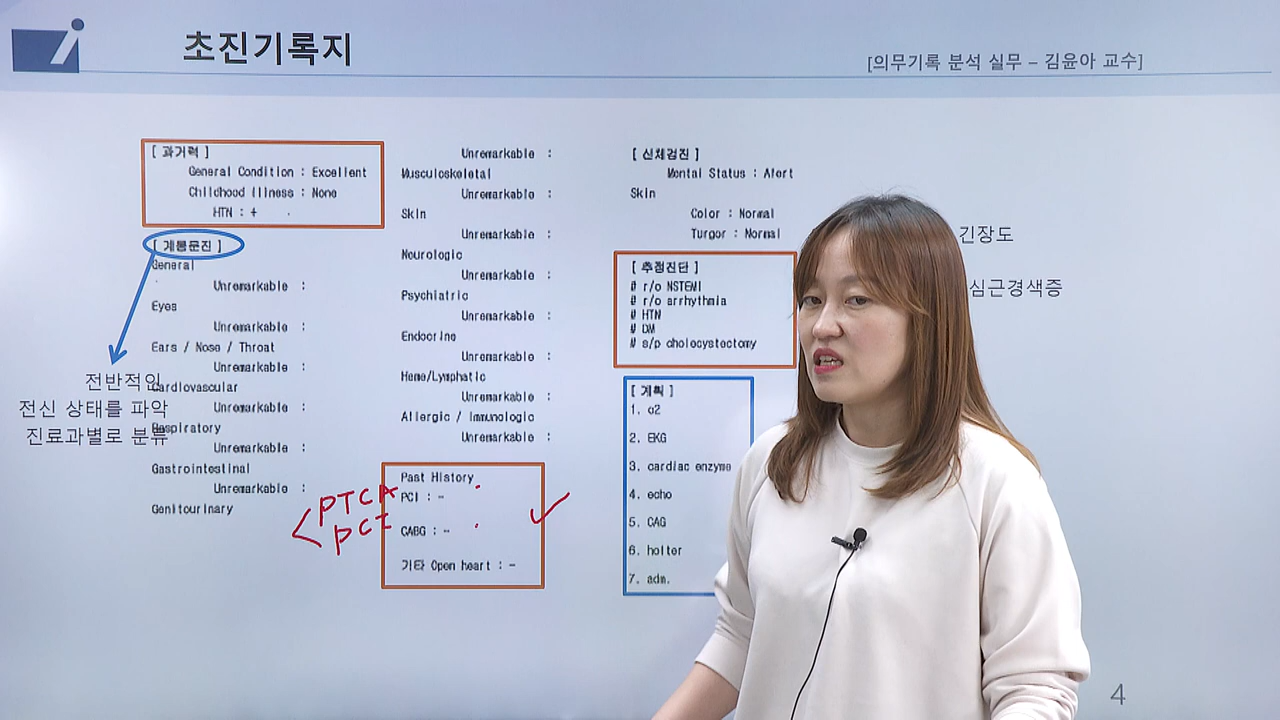 초진기록지
[의무기록 분석 실무 – 김윤아 교수]
[ 과거력 ]
General Condition : Excellent
Childhood Illness : None
HTN : +
[ 계통문진 ]
General
Unremarkable :
Eyes
Unremarkable :
Ears / Nose / Throat
Unremarkable :
Cardiovascular
Unremarkable :
Respiratory
Unremarkable :
Gastrointestinal
Unremarkable :
Genitourinary
전반적인
전신 상태를 파악
진료과별로 분류
Unremarkable :
Musculoskeletal
Unremarkable :
Skin
Unremarkable :
Neurologic
Unremarkable :
Psychiatric
Unremarkable :
Endocrine
Unremarkable :
Heme/Lymphatic
Unremarkable :
Allergic / Immunologic
Unremarkable :
Past History
PCI : -
CABG : -
기타 Open heart : -
PTCA
PCI
[ 신체검진 ]
Mental Status : Alert
Skin
Color : Normal
Turgor : Normal
긴장도
[ 추정진단 ]
# r/o NSTEMI
# r/o arrhythmia
# HTN
# DM
# s/p cholecystectomy
심근경색증
[ 계획 ]
1. o2
2. EKG
3. cardiac enzyme
4. echo
5. CAG
6. holter
7. adm.
4